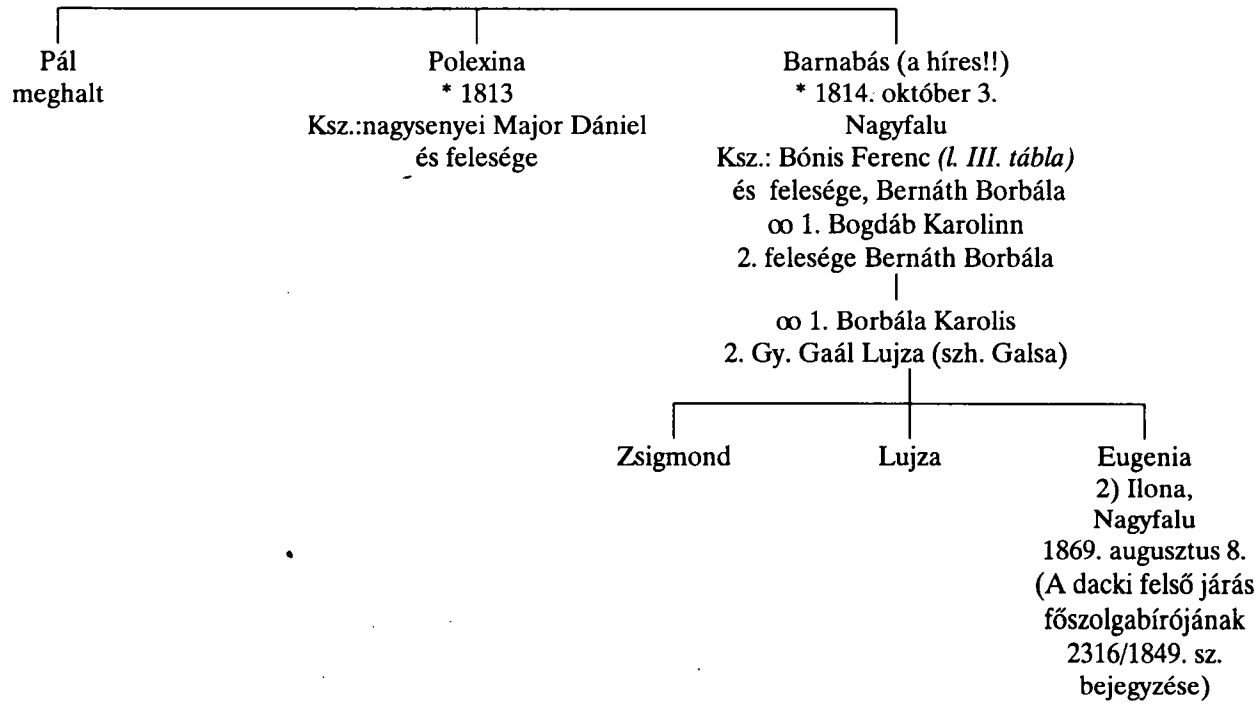 Pál
meghalt
Polexina
* 1813
Ksz.:nagysenyei Major Dániel
és felesége
Barnabás (a híres!!)
* 1814. október 3.
Nagyfalu
Ksz.: Bónis Ferenc (l. III. tábla)
és felesége, Bernáth Borbála
∞ 1. Bogdáb Karolinn
2. felesége Bernáth Borbála
∞ 1. Borbála Karolis
2. Gy. Gaál Lujza (szh. Galsa)
Zsigmond
Lujza
Eugenia
2) Ilona,
Nagyfalu
1869. augusztus 8.
(A dacki felső járás
főszolgabírójának
2316/1849. sz.
bejegyzése)